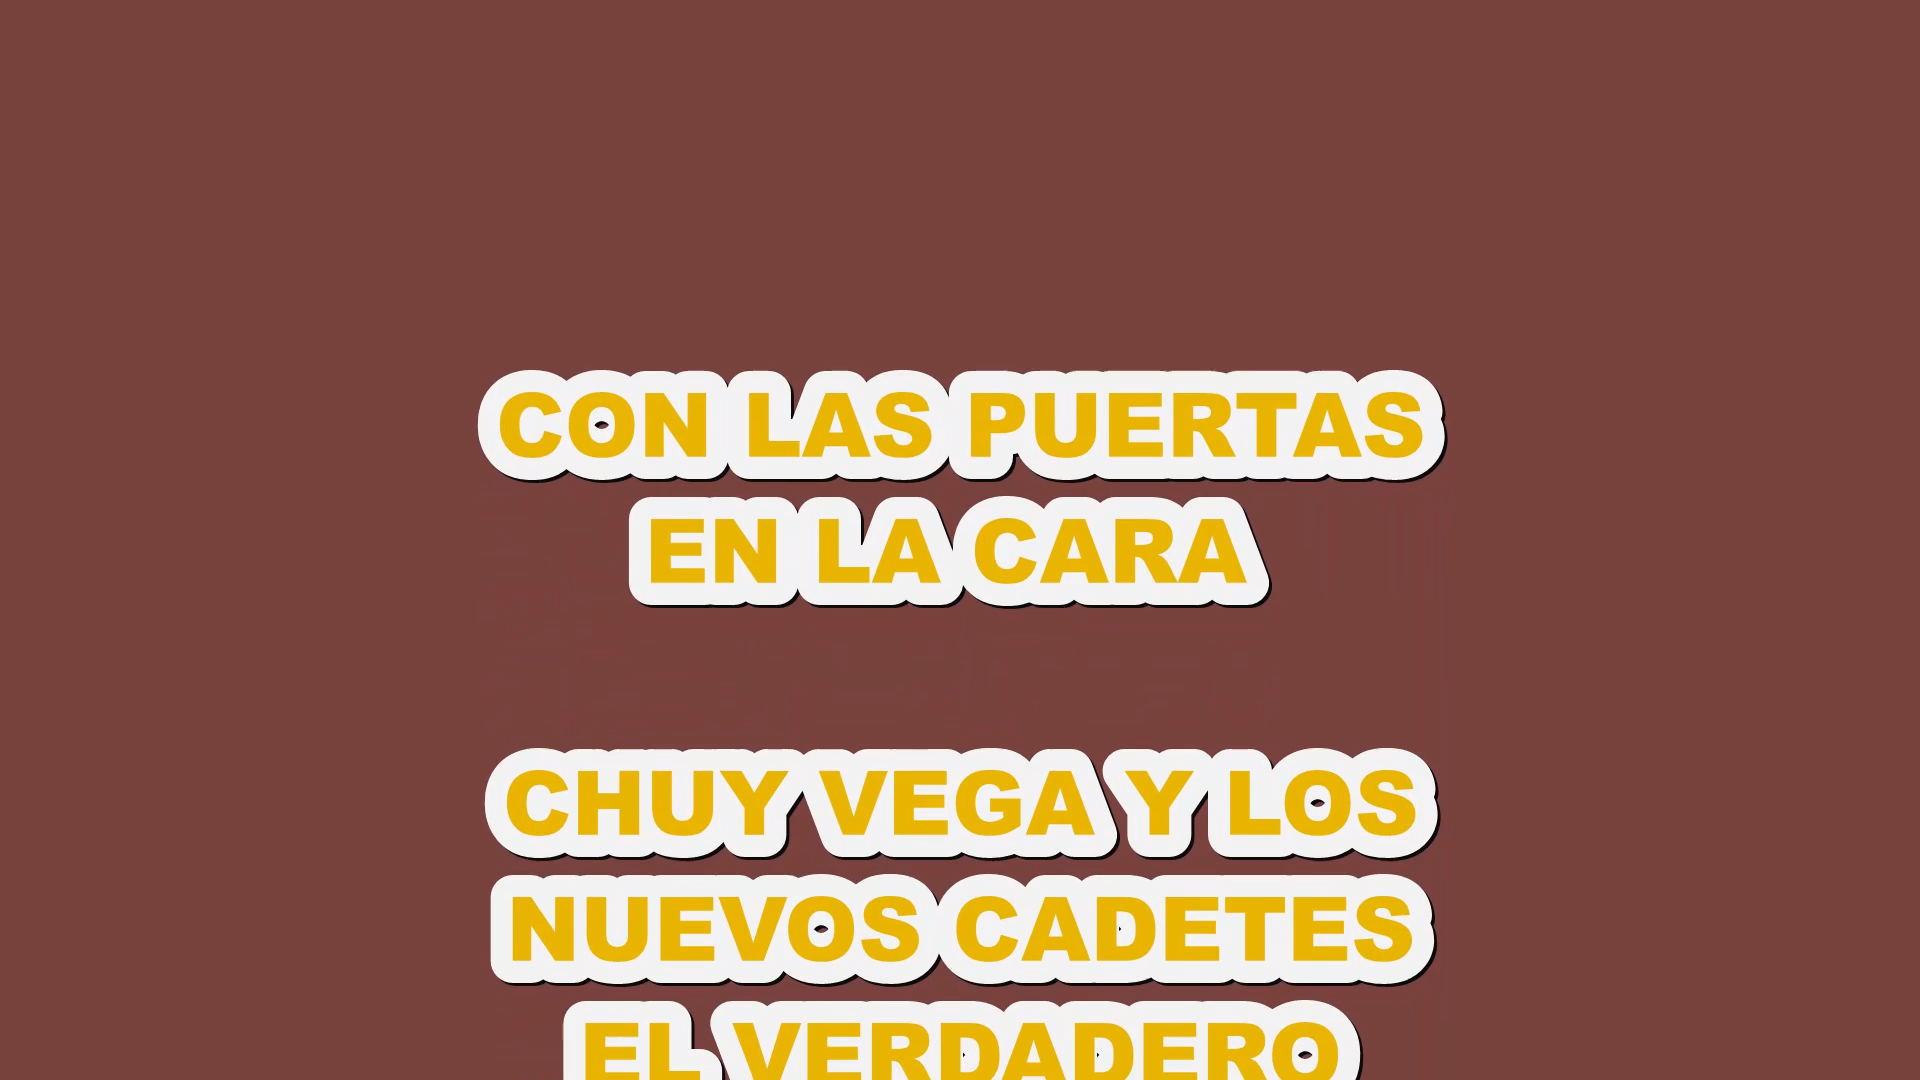 CON LAS PUERTAS
EN LA CARA
CHUY VEGA Y LOS
NUEVOS CADETES
EL VERDADERO